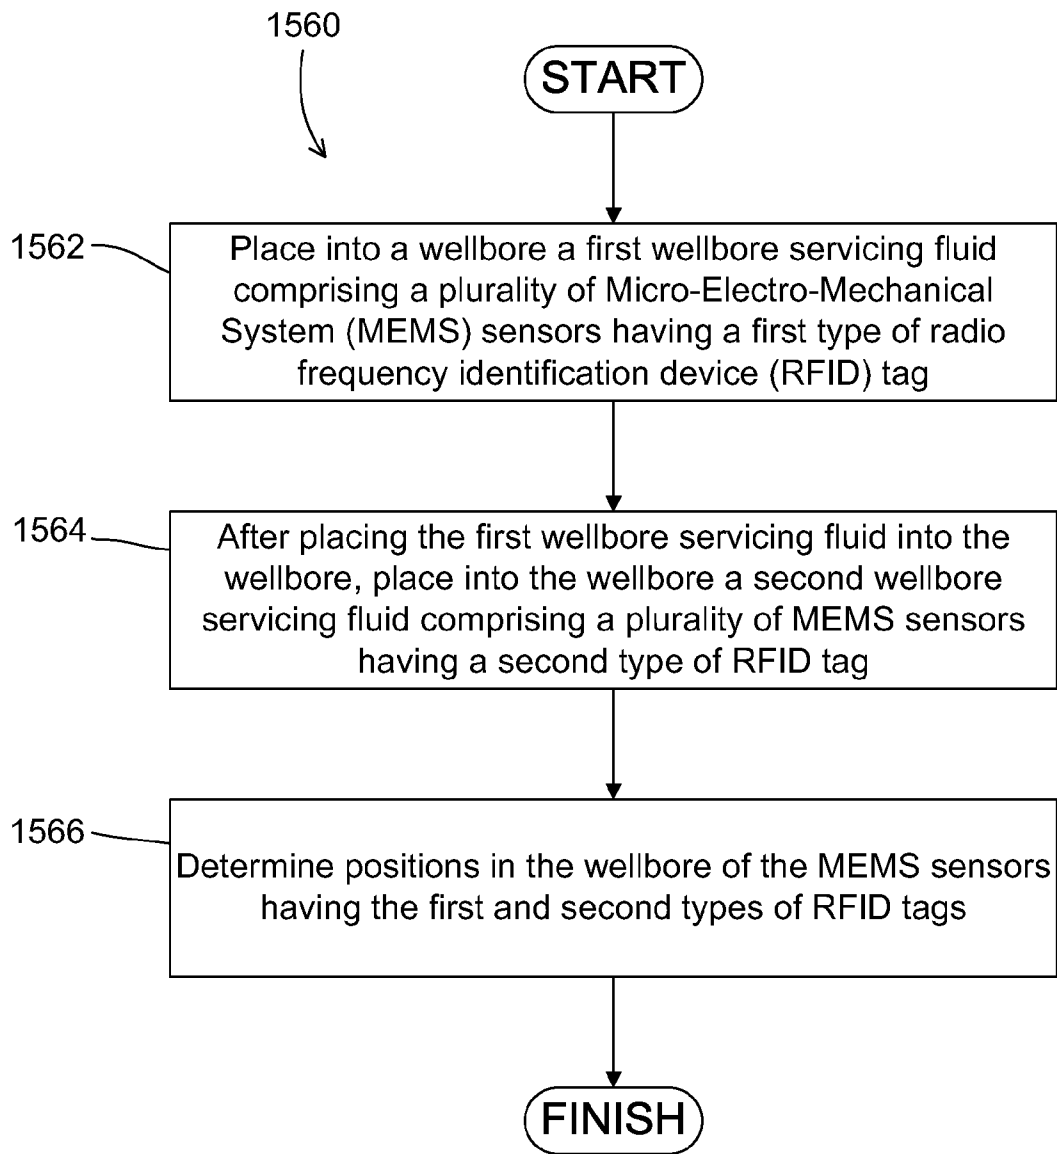 1560
START
1562
Place into a wellbore a first wellbore servicing fluid
comprising a plurality of Micro-Electro-Mechanical
System (MEMS) sensors having a first type of radio
frequency identification device (RFID) tag
1564
After placing the first wellbore servicing fluid into the
wellbore, place into the wellbore a second wellbore
servicing fluid comprising a plurality of MEMS sensors
having a second type of RFID tag
1566
Determine positions in the wellbore of the MEMS sensors
having the first and second types of RFID tags
FINISH